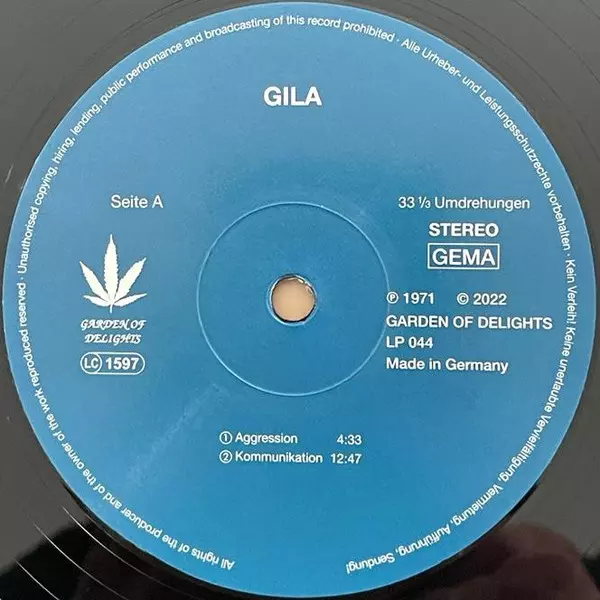 All rights of the producer and of the owner of the work reproduced reserved · Unauthorised copying, hiring, lending, public performance and broadcasting of this record prohibited · Alle Urheber- und Leistungsschutzrechte vorbehalten · Kein Verleih! Keine unerlaubte Vervielfältigung, Vermietung, Aufführung, Sendung!
GILA
Seite A
33 ⅓ Umdrehungen
STEREO
GEMA
GARDEN OF
DELIGHTS
LC 1597
℗ 1971 © 2022
GARDEN OF DELIGHTS
LP 044
Made in Germany
① Aggression 4:33
② Kommunikation 12:47